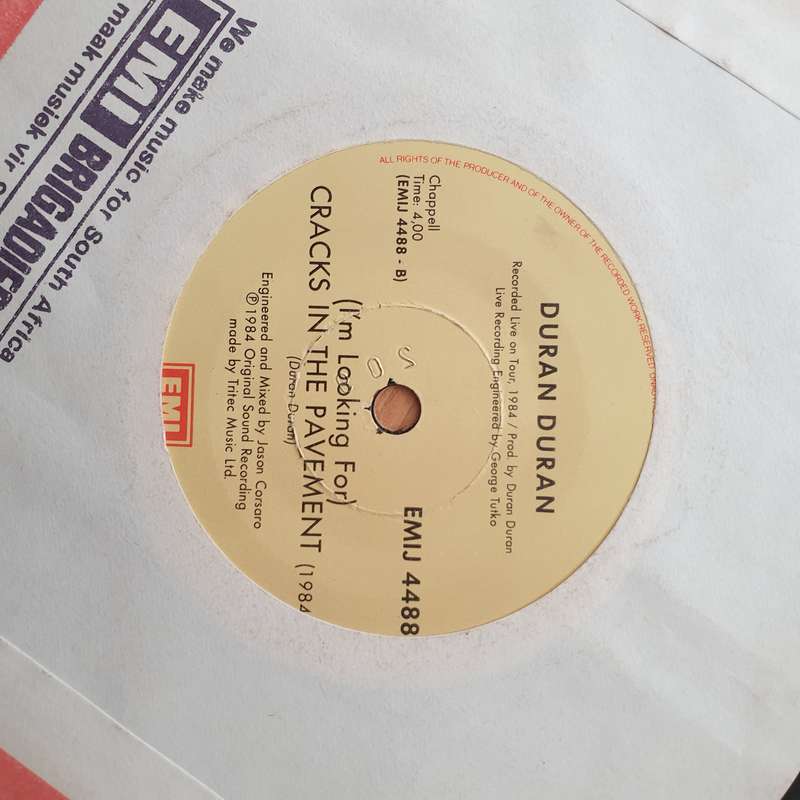 We make music for South Africa
EMI BRIGADIERS
maak musiek vir
ALL RIGHTS OF THE PRODUCER AND OF THE OWNER OF THE RECORDED WORK RESERVED
DURAN DURAN
Recorded Live on Tour, 1984 / Prod. by Duran Duran
Live Recording Engineered by George Tutko
Chappell
Time: 4,00
(EMIJ 4488 - B)
EMIJ 4488
(I'm Looking For)
CRACKS IN THE PAVEMENT (1984
(Duran Duran)
Engineered and Mixed by Jason Corsaro
℗ 1984 Original Sound Recording
made by Tritec Music Ltd.
EMI